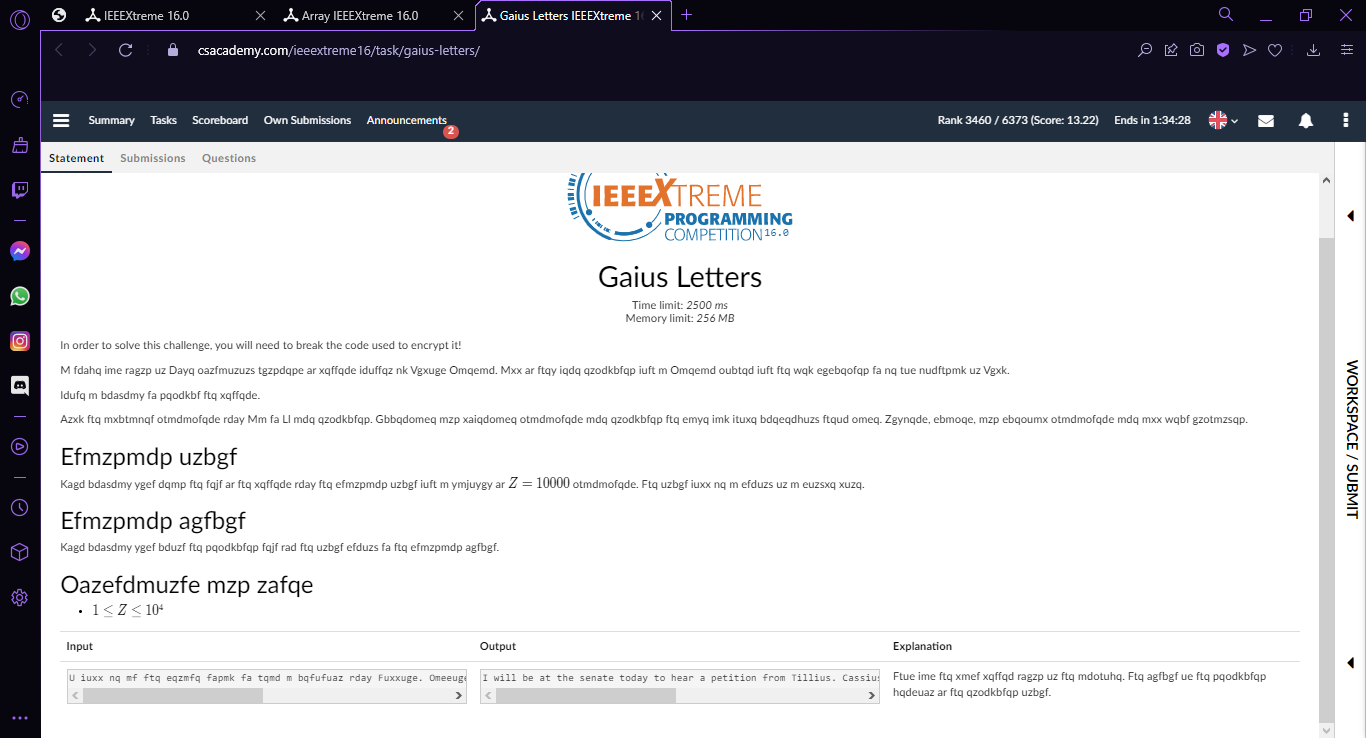 IEEEXtreme 16.0
Array IEEEXtreme 16.0
Gaius Letters IEEEXtreme 1
csacademy.com/ieeextreme16/task/gaius-letters/
Summary Tasks Scoreboard Own Submissions Announcements 2 Rank 3460 / 6373 (Score: 13.22) Ends in 1:34:28
Statement Submissions Questions
IEEEXTREME
PROGRAMMING
COMPETITION 16.0
Gaius Letters
Time limit: 2500 ms
Memory limit: 256 MB
In order to solve this challenge, you will need to break the code used to encrypt it!
M fdahq ime ragzp uz Dayq oazfmuzuzs tgzpdqpe ar xqffqde iduffqz nk Vgxuge Omqemd. Mxx ar ftqy iqdq qzodkbfqp iuft m Omqemd oubtqd iuft ftq wqk egebqofqp fa nq tue nudftpmk uz Vgxk.
Idufq m bdasdmy fa pqodkbf ftq xqffqde.
Azxk ftq mxbtmnqf otmdmofqde rday Mm fa Ll mdq qzodkbfqp. Gbbqdomeq mzp xaiqdomeq otmdmofqde mdq qzodkbfqp ftq emyq imk ituxq bdqeqdhuzs ftqud omeq. Zgynqde, ebmoqe, mzp ebqoumx otmdmofqde mdq mxx wqbf gzotmzsqp.
Efmzpmdp uzbgf
Kagd bdasdmy ygef dqmp ftq fqjf ar ftq xqffqde rday ftq efmzpmdp uzbgf iuft m ymjuygy ar Z = 10000 otmdmofqde. Ftq uzbgf iuxx nq m efduzs uz m euzsxq xuzq.
Efmzpmdp agfbgf
Kagd bdasdmy ygef bduzf ftq pqodkbfqp fqjf rad ftq uzbgf efduzs fa ftq efmzpmdp agfbgf.
Oazefdmuzfe mzp zafqe
• 1 ≤ Z ≤ 10⁴
Input Output Explanation
U iuxx nq mf ftq eqzmfq fapmk fa tqmd m bqfufuaz rday Fuxxuge. Omeeuge
I will be at the senate today to hear a petition from Tillius. Cassius
Ftue ime ftq xmef xqffqd ragzp uz ftq mdotuhq. Ftq agfbgf ue ftq pqodkbfqp
hqdeuaz ar ftq qzodkbfqp uzbgf.
WORKSPACE / SUBMIT